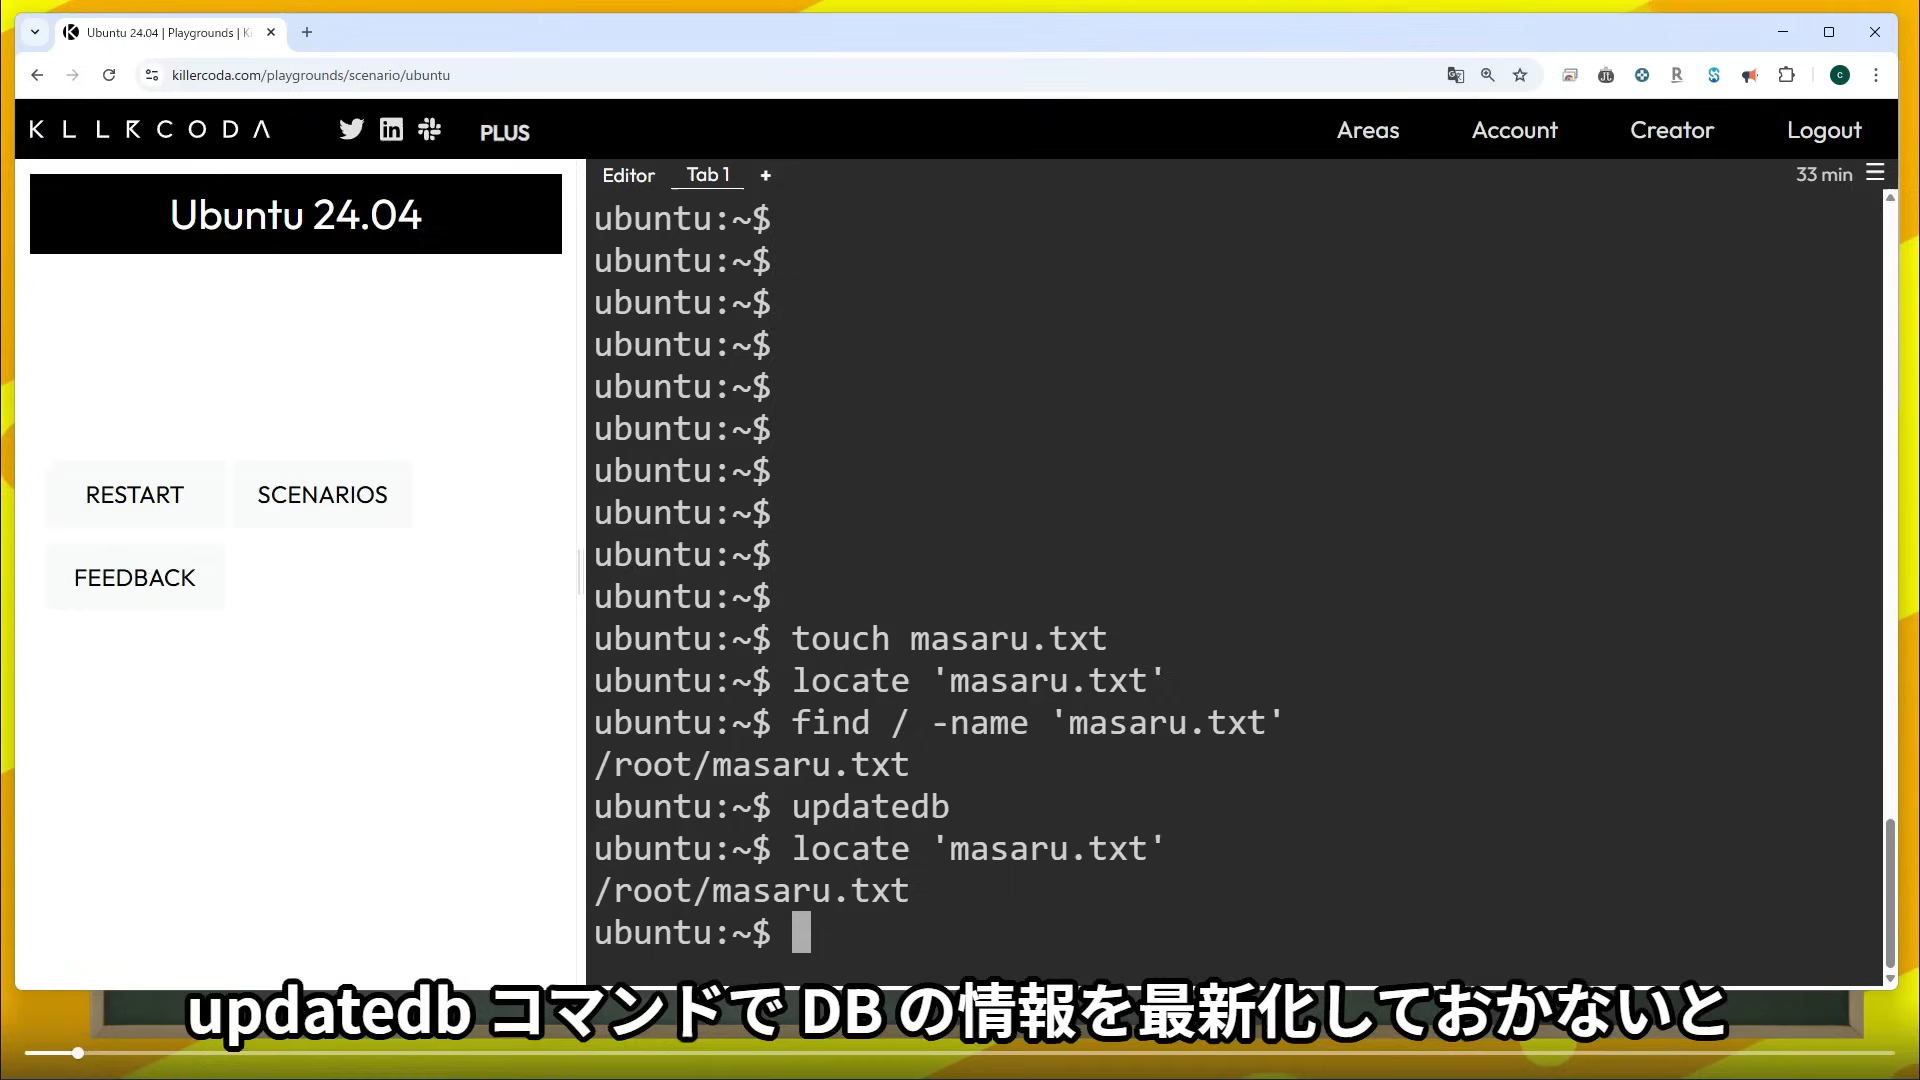 Ubuntu 24.04 | Playgrounds | Ki
killercoda.com/playgrounds/scenario/ubuntu
KLLRCODA
PLUS
Areas
Account
Creator
Logout
Ubuntu 24.04
RESTART
SCENARIOS
FEEDBACK
Editor
Tab 1
+
33 min
ubuntu:~$
ubuntu:~$
ubuntu:~$
ubuntu:~$
ubuntu:~$
ubuntu:~$
ubuntu:~$
ubuntu:~$
ubuntu:~$
ubuntu:~$
ubuntu:~$ touch masaru.txt
ubuntu:~$ locate 'masaru.txt'
ubuntu:~$ find / -name 'masaru.txt'
/root/masaru.txt
ubuntu:~$ updatedb
ubuntu:~$ locate 'masaru.txt'
/root/masaru.txt
ubuntu:~$
updatedb コマンドで DB の情報を最新化しておかないと